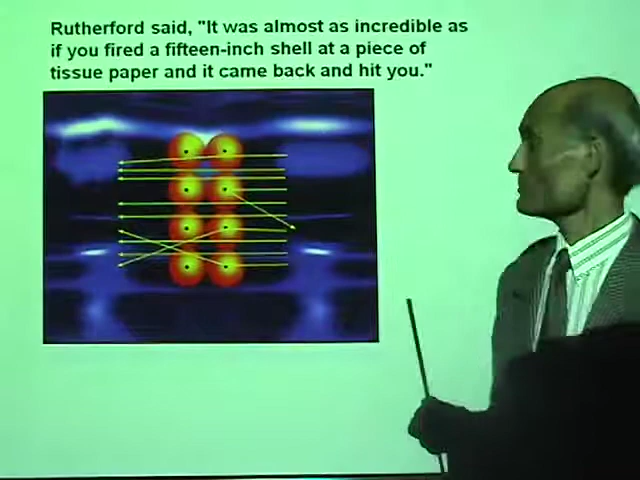 Rutherford said, "It was almost as incredible as
if you fired a fifteen-inch shell at a piece of
tissue paper and it came back and hit you."